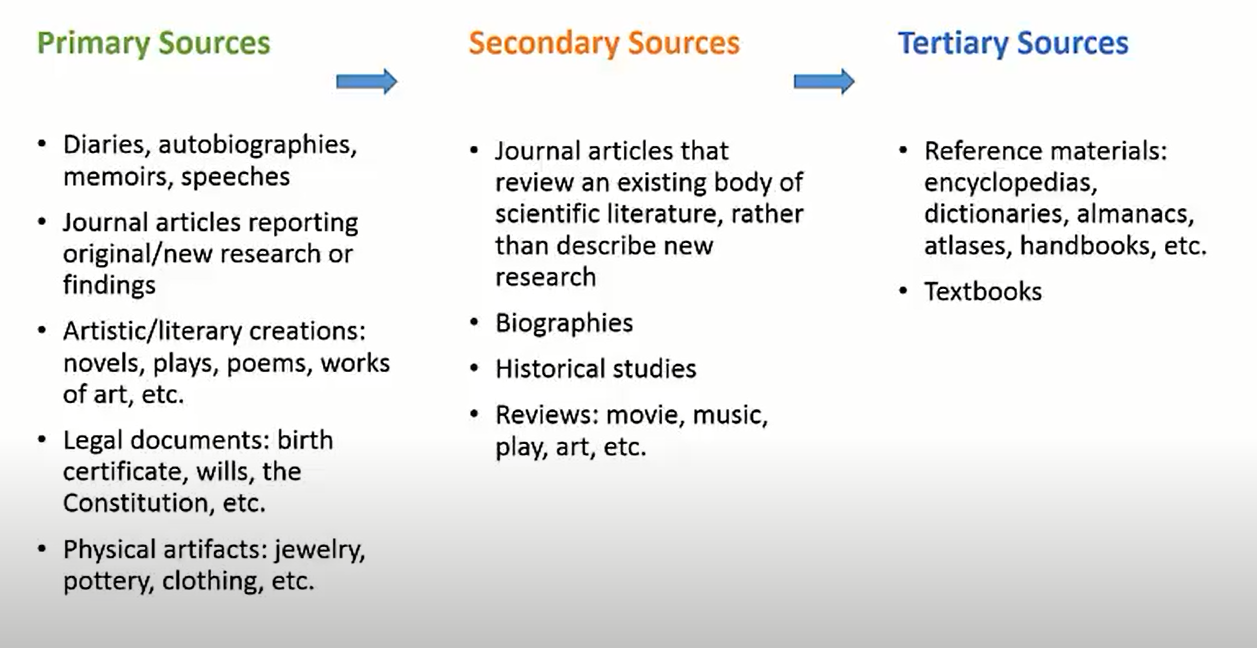 Primary Sources
• Diaries, autobiographies,
memoirs, speeches
• Journal articles reporting
original/new research or
findings
• Artistic/literary creations:
novels, plays, poems, works
of art, etc.
• Legal documents: birth
certificate, wills, the
Constitution, etc.
• Physical artifacts: jewelry,
pottery, clothing, etc.
Secondary Sources
• Journal articles that
review an existing body of
scientific literature, rather
than describe new
research
• Biographies
• Historical studies
• Reviews: movie, music,
play, art, etc.
Tertiary Sources
• Reference materials:
encyclopedias,
dictionaries, almanacs,
atlases, handbooks, etc.
• Textbooks